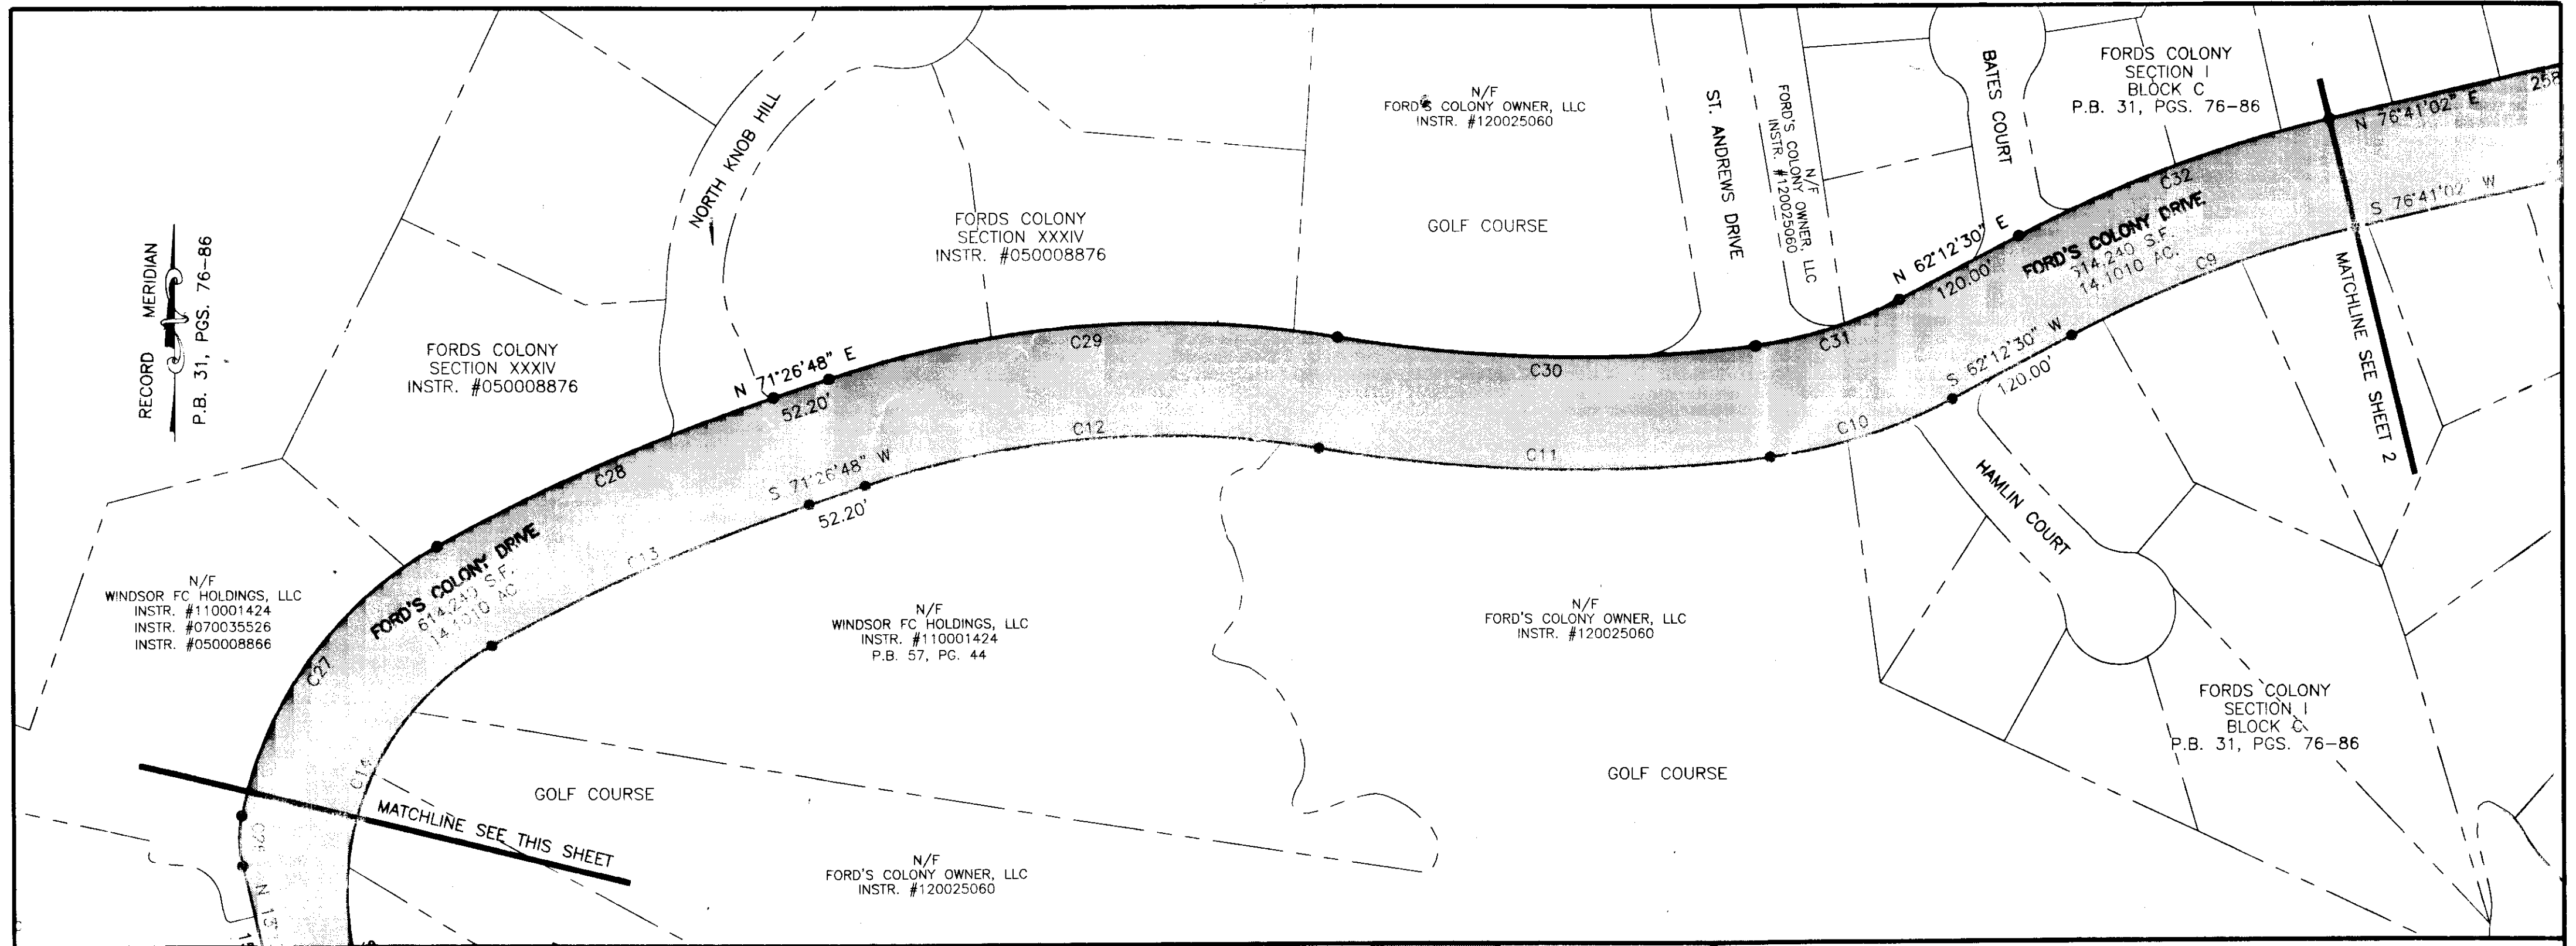 RECORD MERIDIAN
P.B. 31, PGS. 76-86
FORDS COLONY
SECTION XXXIV
INSTR. #050008876
NORTH KNOB HILL
FORDS COLONY
SECTION XXXIV
INSTR. #050008876
N/F
FORD'S COLONY OWNER, LLC
INSTR. #120025060
GOLF COURSE
ST. ANDREWS DRIVE
N/F
FORD'S COLONY OWNER, LLC
INSTR. #120025060
BATES COURT
FORDS COLONY
SECTION I
BLOCK C
P.B. 31, PGS. 76-86
N 76°41'02" E
258
S 76°41'02" W
MATCHLINE SEE SHEET 2
C32
FORD'S COLONY DRIVE
614,240 S.F.
14.1010 AC.
C9
N 62°12'30" E
120.00'
S 62°12'30" W
120.00'
C31
C10
C30
C11
C29
C12
N 71°26'48" E
52.20'
S 71°26'48" W
52.20'
C28
C13
FORD'S COLONY DRIVE
614,240 S.F.
14.1010 AC.
C27
C14
N/F
WINDSOR FC HOLDINGS, LLC
INSTR. #110001424
INSTR. #070035526
INSTR. #050008866
N/F
WINDSOR FC HOLDINGS, LLC
INSTR. #110001424
P.B. 57, PG. 44
N/F
FORD'S COLONY OWNER, LLC
INSTR. #120025060
HAMLIN COURT
FORDS COLONY
SECTION I
BLOCK C
P.B. 31, PGS. 76-86
GOLF COURSE
GOLF COURSE
MATCHLINE SEE THIS SHEET
N/F
FORD'S COLONY OWNER, LLC
INSTR. #120025060
C26
N 13°